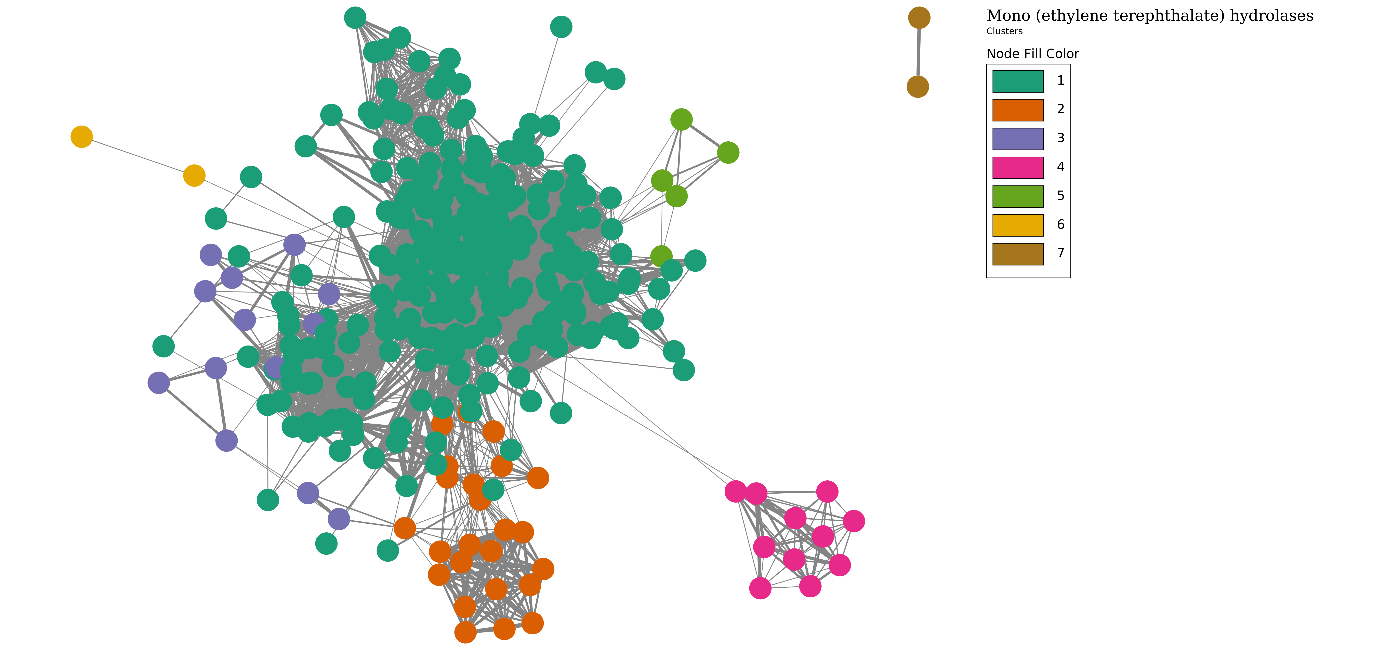 Mono (ethylene terephthalate) hydrolases
Clusters
Node Fill Color
1
2
3
4
5
6
7